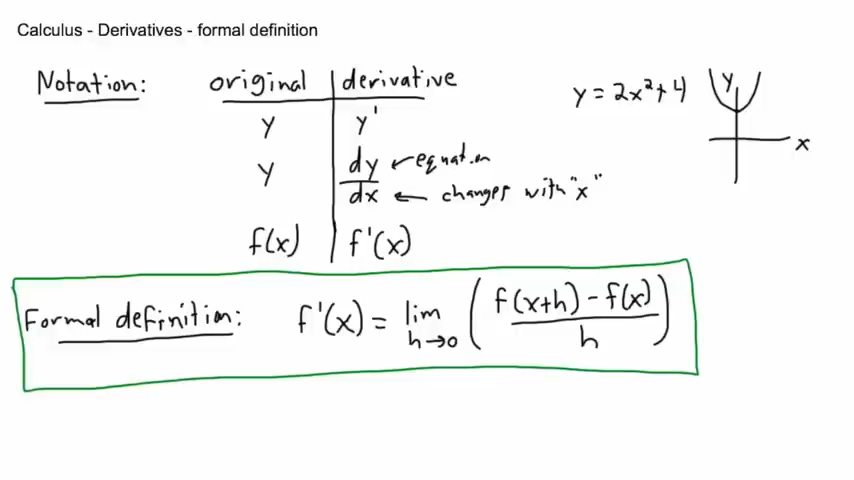 Calculus - Derivatives - formal definition
Notation: original derivative
y = 2x²+4
y
x
y y'
y dy/dx
← equation
← changes with "x"
f(x) f'(x)
Formal definition: f'(x) = lim h→0 ( f(x+h) - f(x) / h )